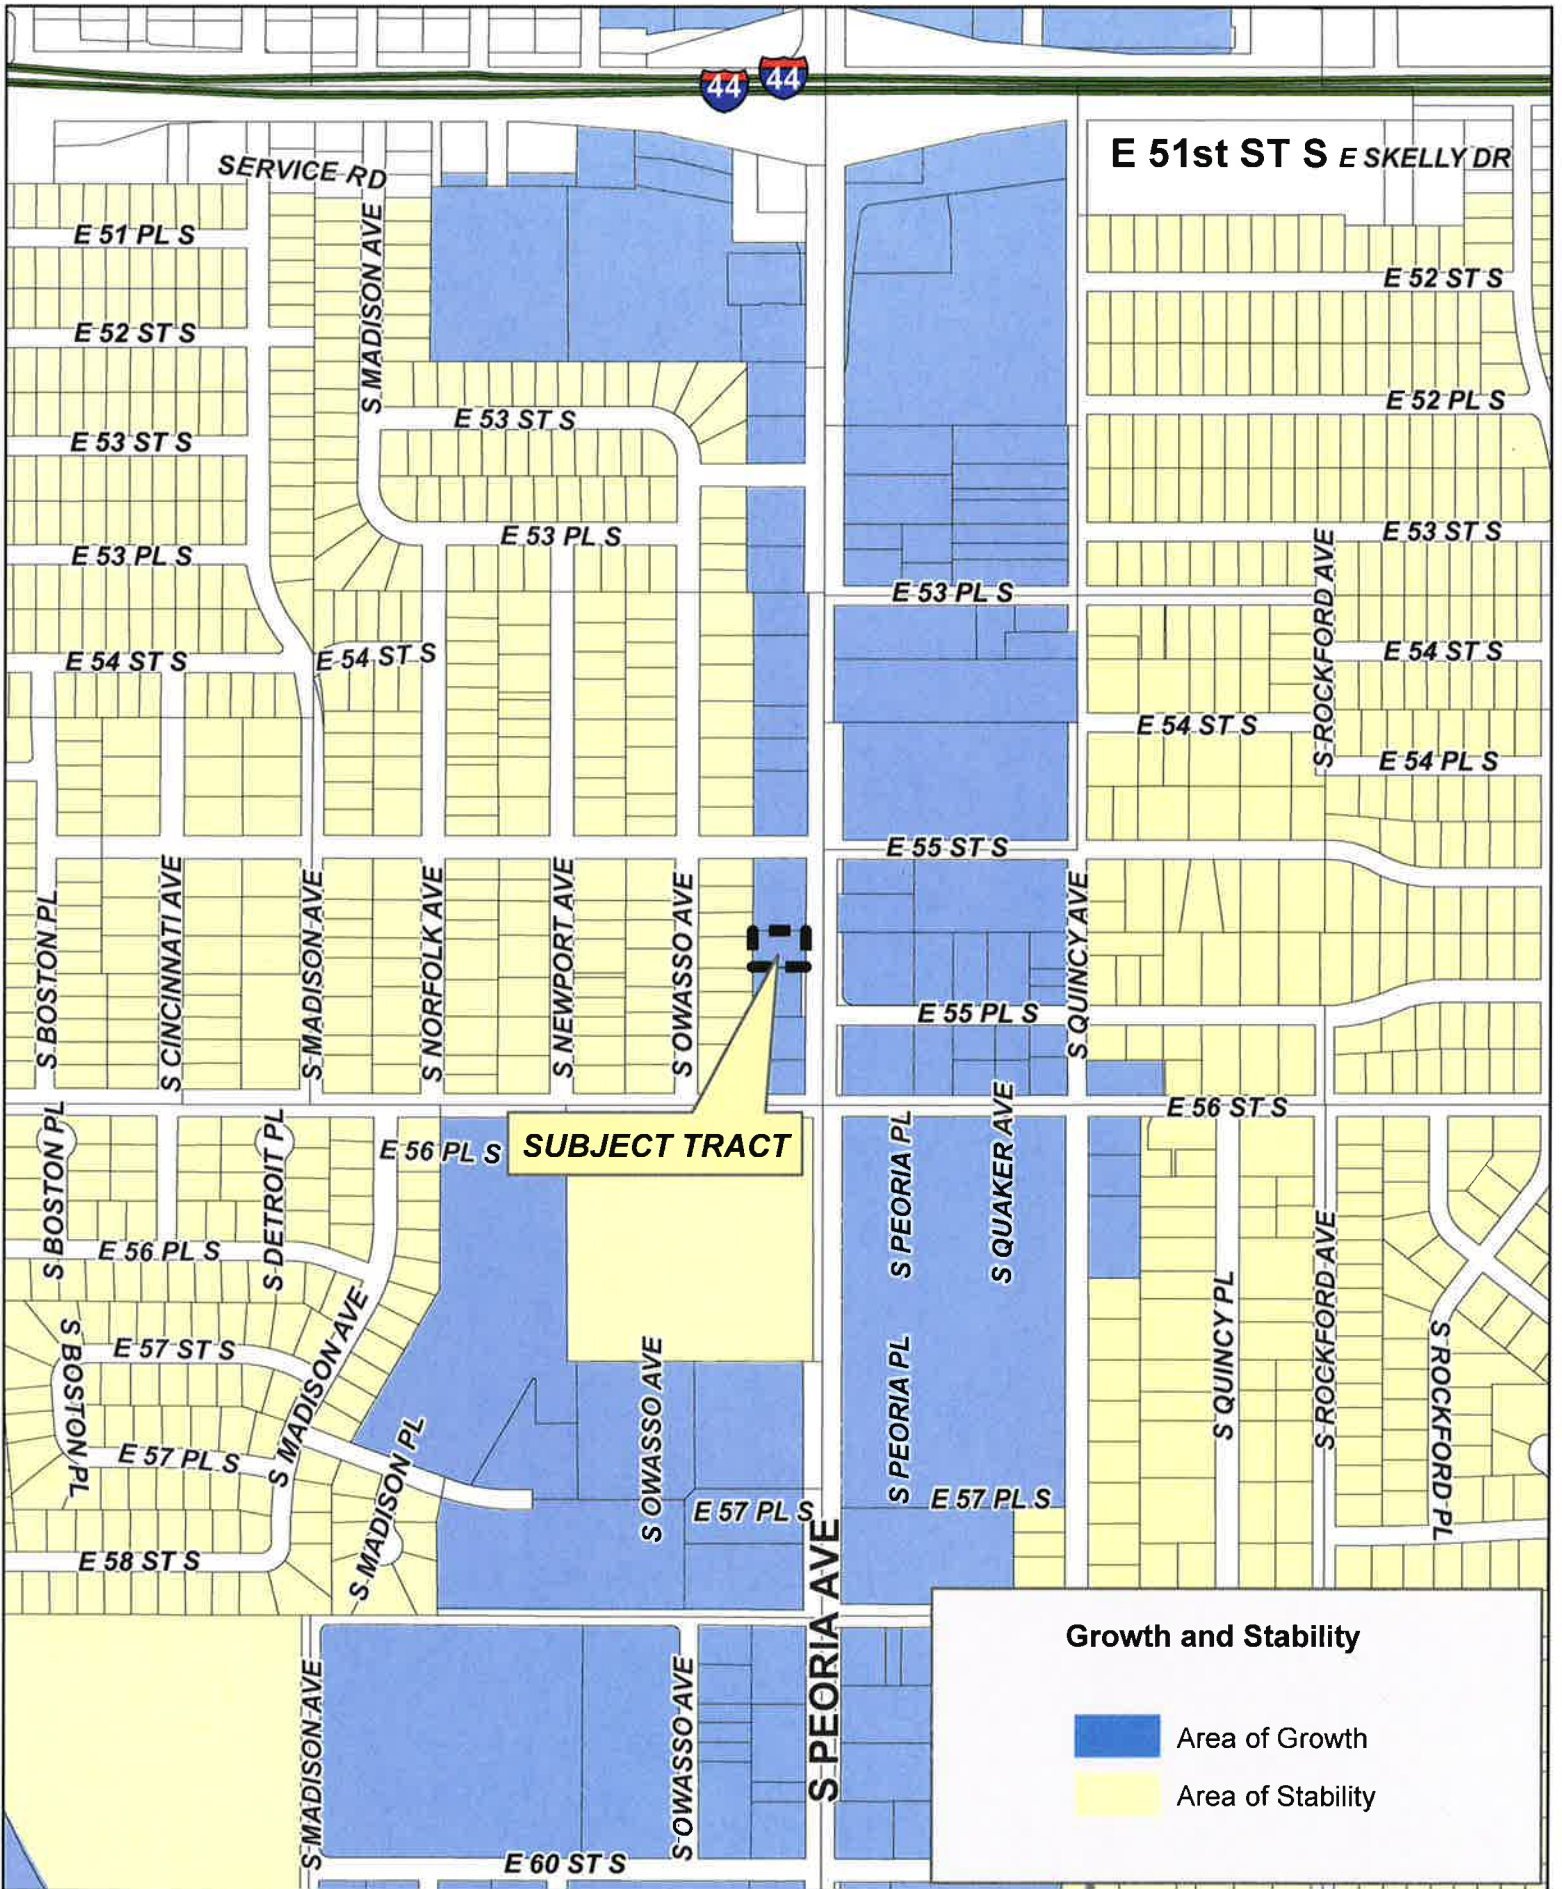 44
44
E 51st ST S
E SKELLY DR
SERVICE RD
E 51 PL S
S MADISON AVE
E 52 ST S
E 52 ST S
E 52 PL S
E 53 ST S
E 53 ST S
E 53 PL S
E 53 ST S
E 53 PL S
E 53 PL S
S ROCKFORD AVE
E 54 ST S
E 54 ST S
E 54 ST S
E 54 ST S
E 54 PL S
E 55 ST S
S BOSTON PL
S CINCINNATI AVE
S MADISON AVE
S NORFOLK AVE
S NEWPORT AVE
S OWASSO AVE
S QUINCY AVE
E 55 PL S
E 56 ST S
SUBJECT TRACT
S BOSTON PL
S DETROIT PL
E 56 PL S
S PEORIA PL
S QUAKER AVE
E 56 PL S
S QUINCY PL
S ROCKFORD AVE
S ROCKFORD PL
S BOSTON PL
E 57 ST S
S MADISON AVE
S OWASSO AVE
S PEORIA PL
E 57 PL S
S MADISON PL
E 57 PL S
E 57 PL S
E 58 ST S
S PEORIA AVE
S MADISON AVE
S OWASSO AVE
E 60 ST S
Growth and Stability
Area of Growth
Area of Stability